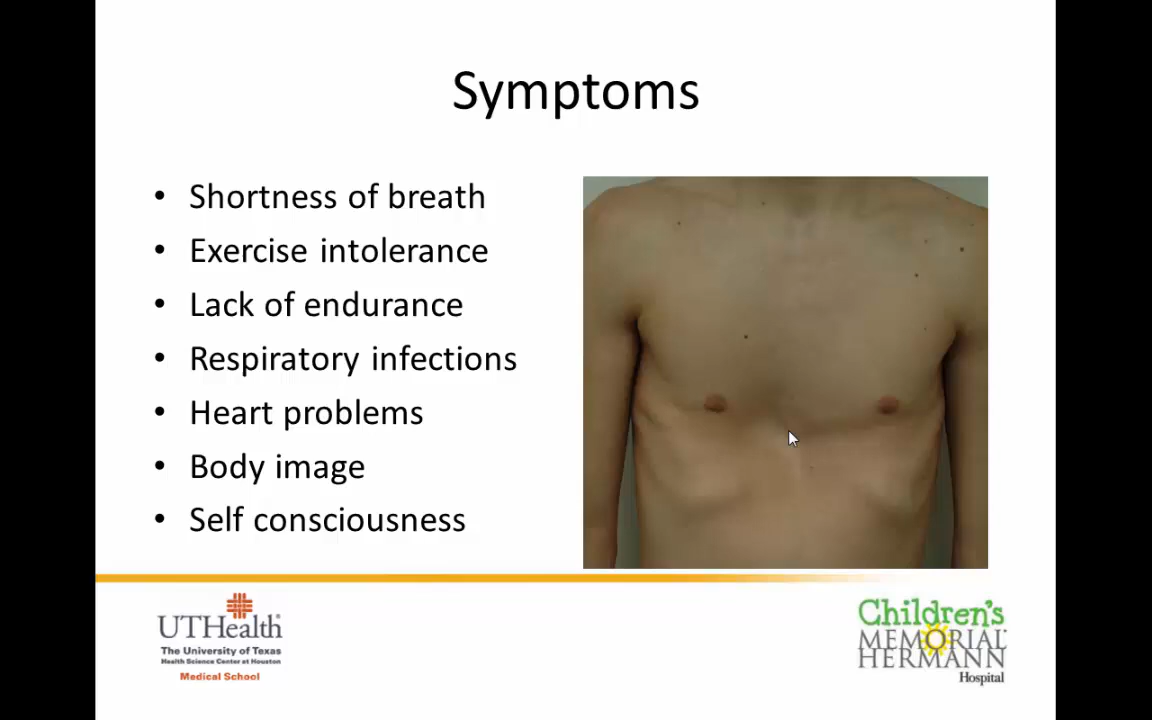 Symptoms
• Shortness of breath
• Exercise intolerance
• Lack of endurance
• Respiratory infections
• Heart problems
• Body image
• Self consciousness
UTHealth
The University of Texas
Health Science Center at Houston
Medical School
Children's
MEMORIAL
HERMANN
Hospital